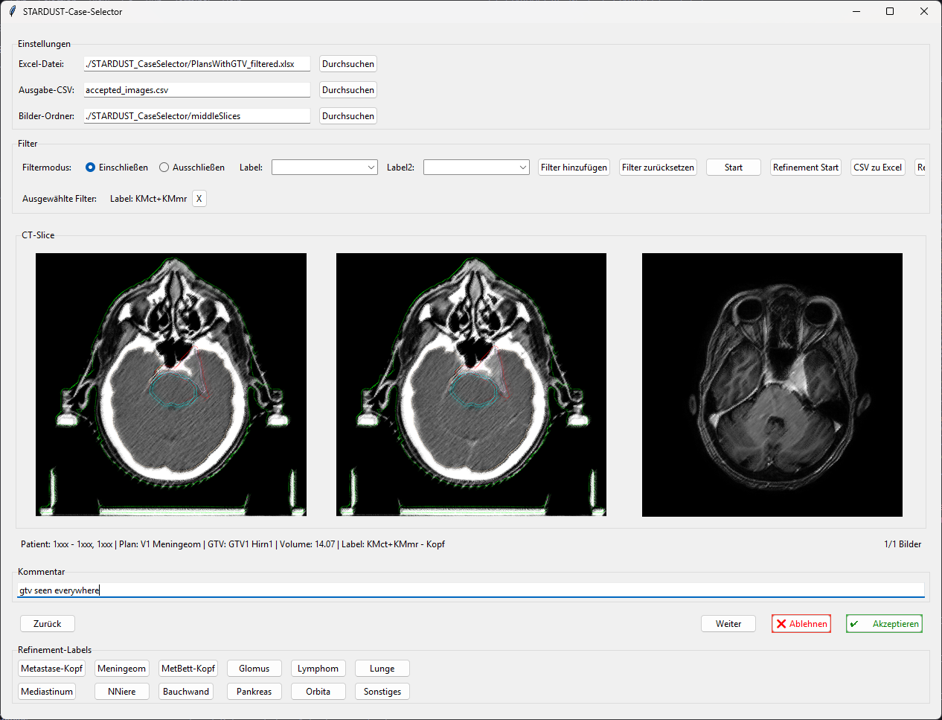 STARDUST-Case-Selector
Einstellungen
Excel-Datei: ./STARDUST_CaseSelector/PlansWithGTV_filtered.xlsx Durchsuchen
Ausgabe-CSV: accepted_images.csv Durchsuchen
Bilder-Ordner: ./STARDUST_CaseSelector/middleSlices Durchsuchen
Filter
Filtermodus: Einschließen Ausschließen Label: Label2: Filter hinzufügen Filter zurücksetzen Start Refinement Start CSV zu Excel Re
Ausgewählte Filter: Label: KMct+KMmr X
CT-Slice
Patient: 1xxx - 1xxx, 1xxx | Plan: V1 Meningeom | GTV: GTV1 Hirn1 | Volume: 14.07 | Label: KMct+KMmr - Kopf 1/1 Bilder
Kommentar
gtv seen everywhere
Zurück Weiter Ablehnen Akzeptieren
Refinement-Labels
Metastase-Kopf Meningeom MetBett-Kopf Glomus Lymphom Lunge
Mediastinum NNiere Bauchwand Pankreas Orbita Sonstiges